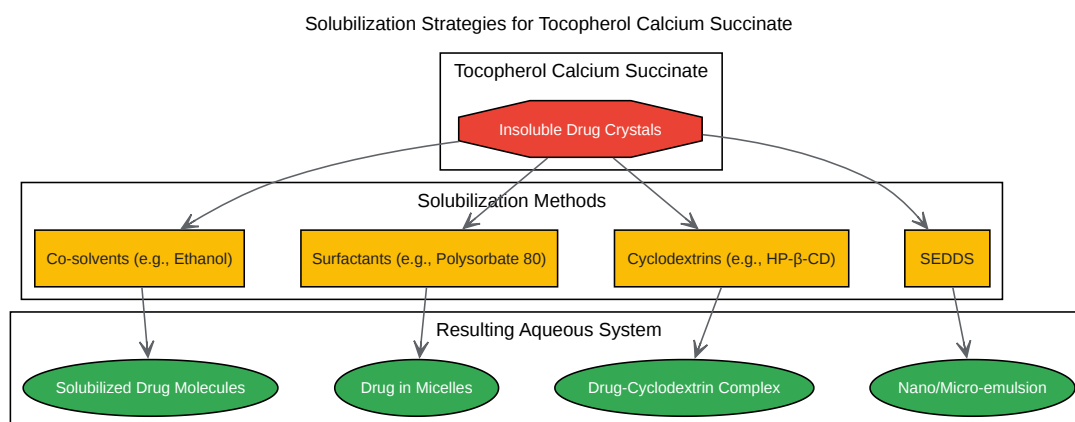 Solubilization Strategies for Tocopherol Calcium Succinate
Tocopherol Calcium Succinate
Insoluble Drug Crystals
Solubilization Methods
Co-solvents (e.g., Ethanol)
Surfactants (e.g., Polysorbate 80)
Cyclodextrins (e.g., HP-β-CD)
SEDDS
Resulting Aqueous System
Solubilized Drug Molecules
Drug in Micelles
Drug-Cyclodextrin Complex
Nano/Micro-emulsion